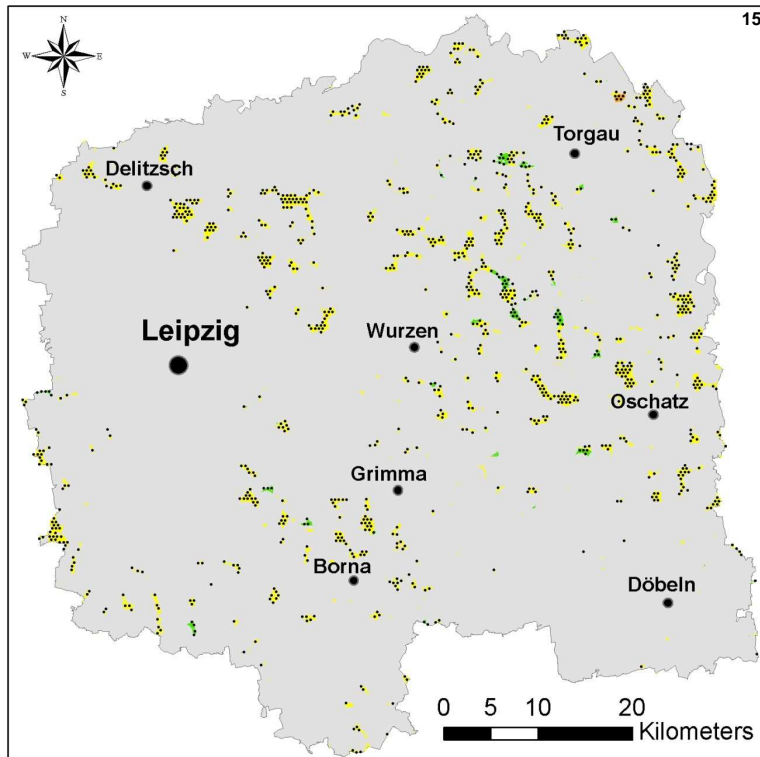 15
N
W E
S
Torgau
Delitzsch
Leipzig
Wurzen
Oschatz
Grimma
Borna
Döbeln
0 5 10 20
Kilometers